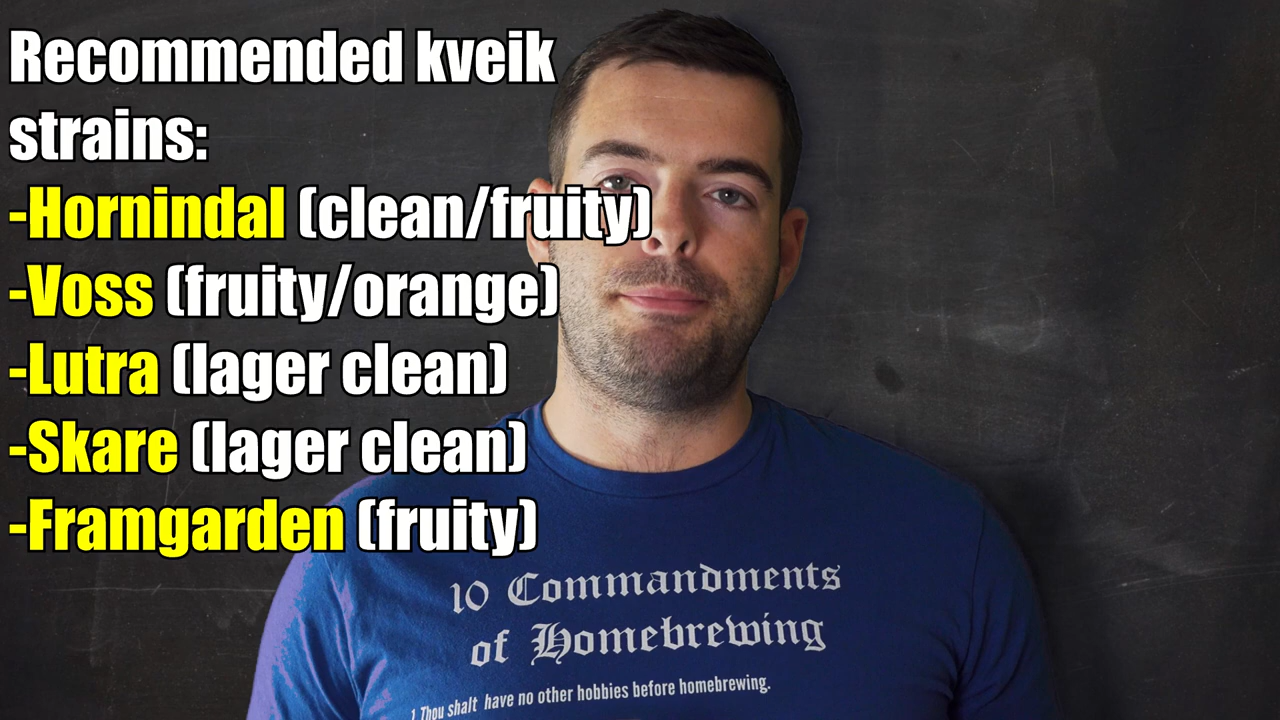 Recommended kveik
strains:
-Hornindal (clean/fruity)
-Voss (fruity/orange)
-Lutra (lager clean)
-Skare (lager clean)
-Framgarden (fruity)
10 Commandments
of Homebrewing
1 Thou shalt have no other hobbies before homebrewing.